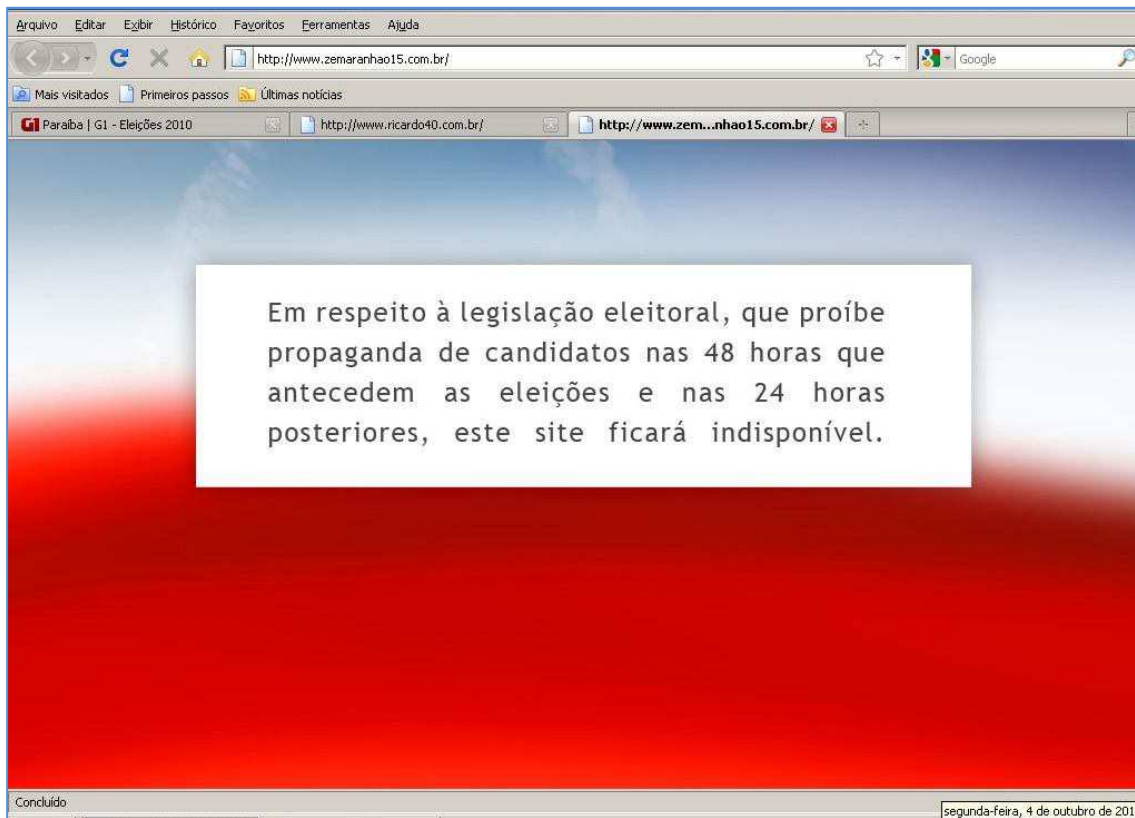 Arquivo Editar Exibir Histórico Favoritos Ferramentas Ajuda
http://www.zemaranhao15.com.br/
Google
Mais visitados Primeiros passos Últimas notícias
G1 Paraíba | G1 - Eleições 2010 http://www.ricardo40.com.br/ http://www.zem...nhao15.com.br/
Em respeito à legislação eleitoral, que proíbe
propaganda de candidatos nas 48 horas que
antecedem as eleições e nas 24 horas
posteriores, este site ficará indisponível.
Concluído
segunda-feira, 4 de outubro de 201